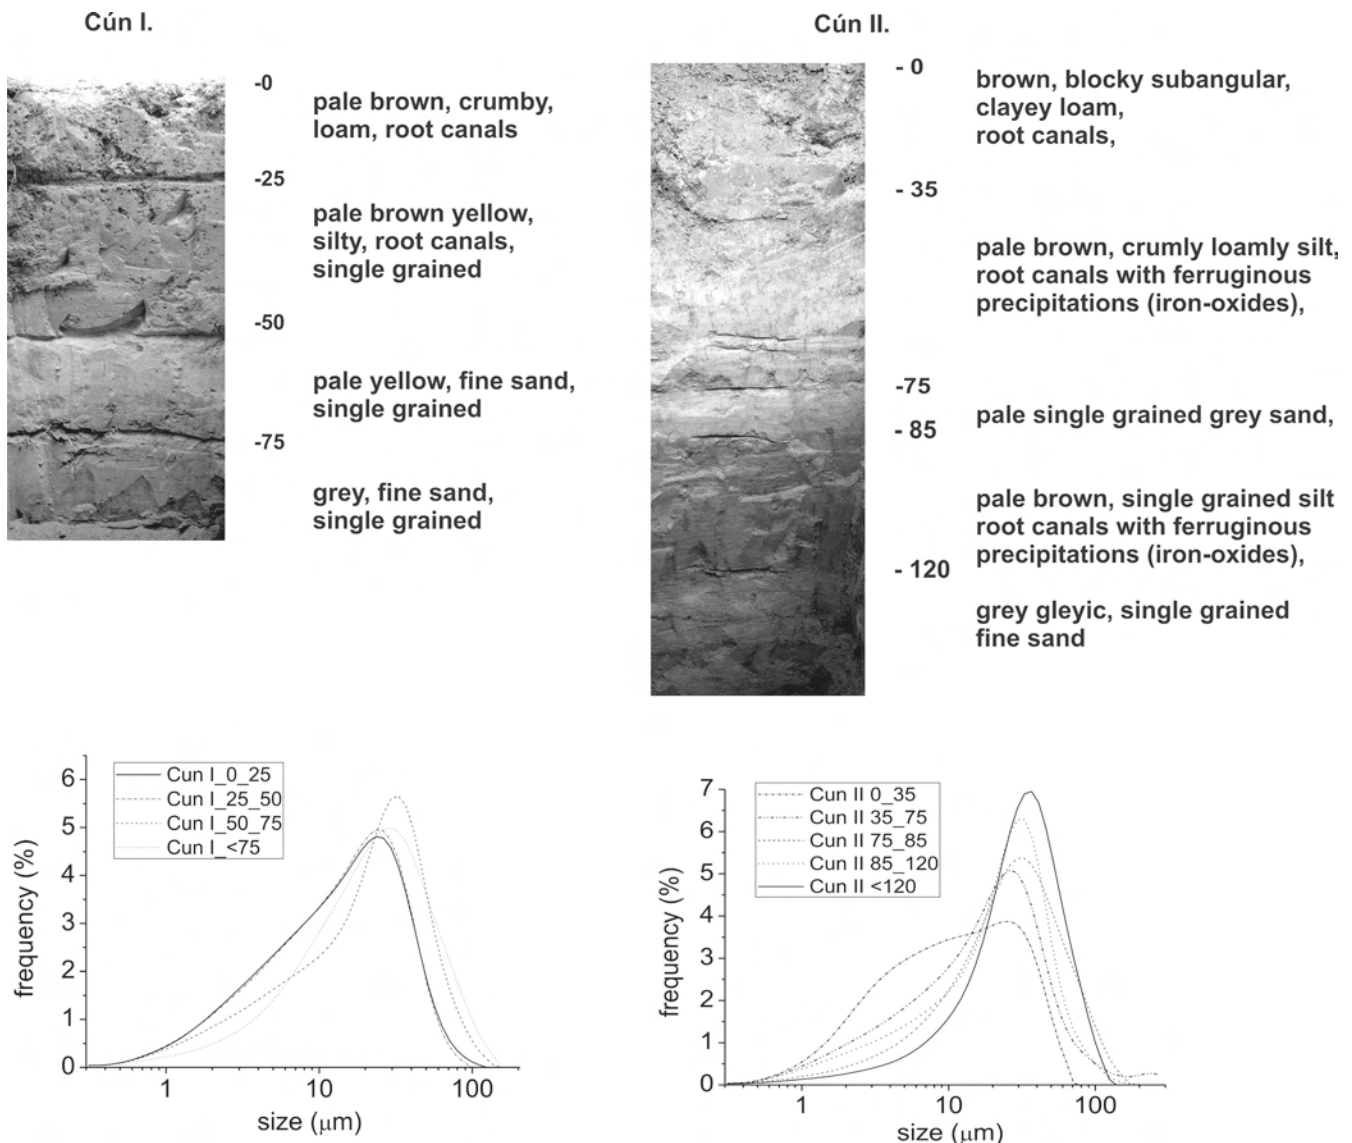 Cún I.
-0
pale brown, crumby,
loam, root canals
-25
pale brown yellow,
silty, root canals,
single grained
-50
pale yellow, fine sand,
single grained
-75
grey, fine sand,
single grained
Cún II.
- 0
brown, blocky subangular,
clayey loam,
root canals,
- 35
pale brown, crumly loamly silt,
root canals with ferruginous
precipitations (iron-oxides),
-75
pale single grained grey sand,
- 85
pale brown, single grained silt
root canals with ferruginous
precipitations (iron-oxides),
- 120
grey gleyic, single grained
fine sand
Cun I_0_25
Cun I_25_50
Cun I_50_75
Cun I_<75
frequency (%)
6
5
4
3
2
1
0
1
10
100
size (μm)
Cun II 0_35
Cun II 35_75
Cun II 75_85
Cun II 85_120
Cun II <120
frequency (%)
7
6
5
4
3
2
1
0
1
10
100
size (μm)